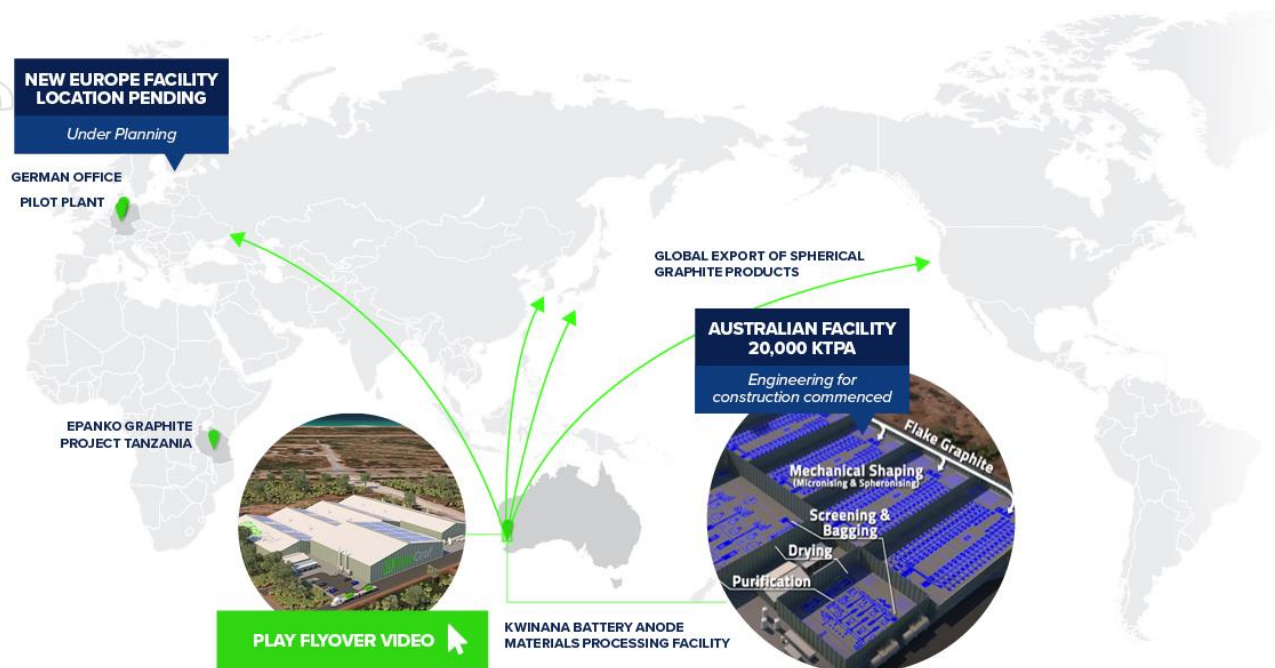 NEW EUROPE FACILITY
LOCATION PENDING
Under Planning
GERMAN OFFICE
PILOT PLANT
GLOBAL EXPORT OF SPHERICAL
GRAPHITE PRODUCTS
AUSTRALIAN FACILITY
20,000 KTPA
Engineering for
construction commenced
EPANKO GRAPHITE
PROJECT TANZANIA
Flake Graphite
Mechanical Shaping
(Micronising & Spheronising)
Screening &
Bagging
Drying
Purification
PLAY FLYOVER VIDEO
KWINANA BATTERY ANODE
MATERIALS PROCESSING FACILITY